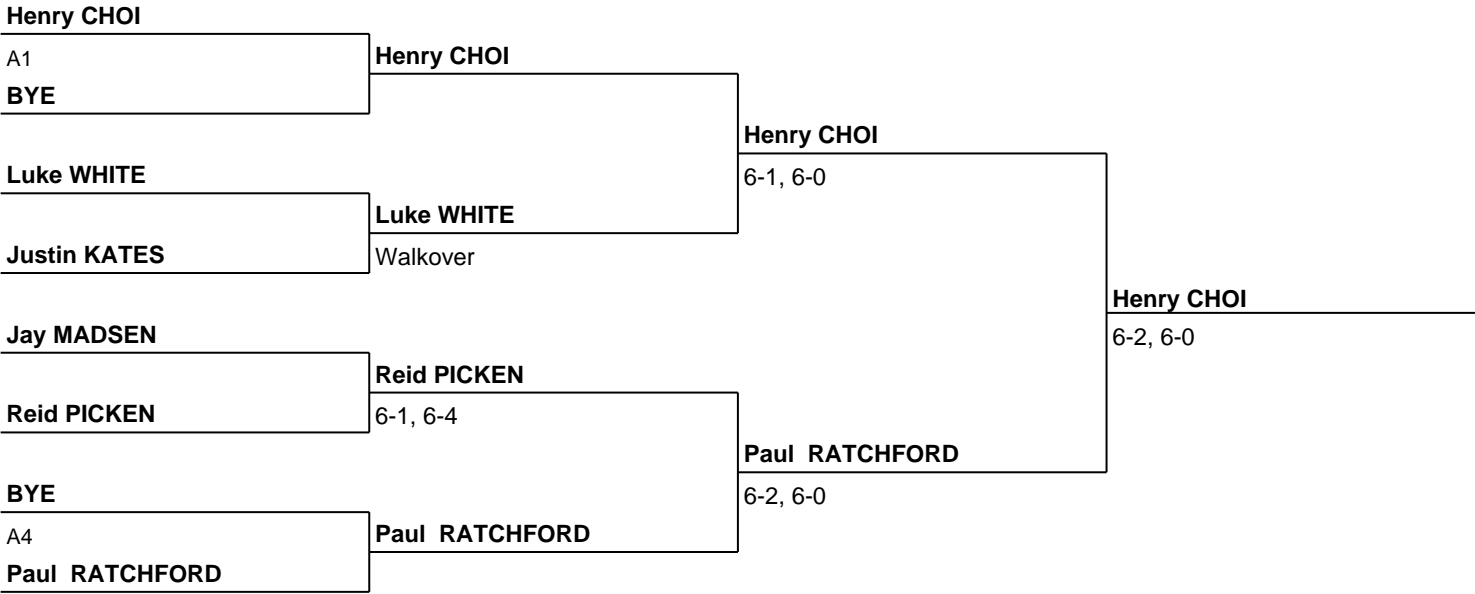 Henry CHOI
A1
BYE
Henry CHOI
Luke WHITE
Justin KATES
Luke WHITE
Walkover
Henry CHOI
6-1, 6-0
Jay MADSEN
Reid PICKEN
Reid PICKEN
6-1, 6-4
BYE
A4
Paul  RATCHFORD
Paul  RATCHFORD
Paul  RATCHFORD
6-2, 6-0
Henry CHOI
6-2, 6-0